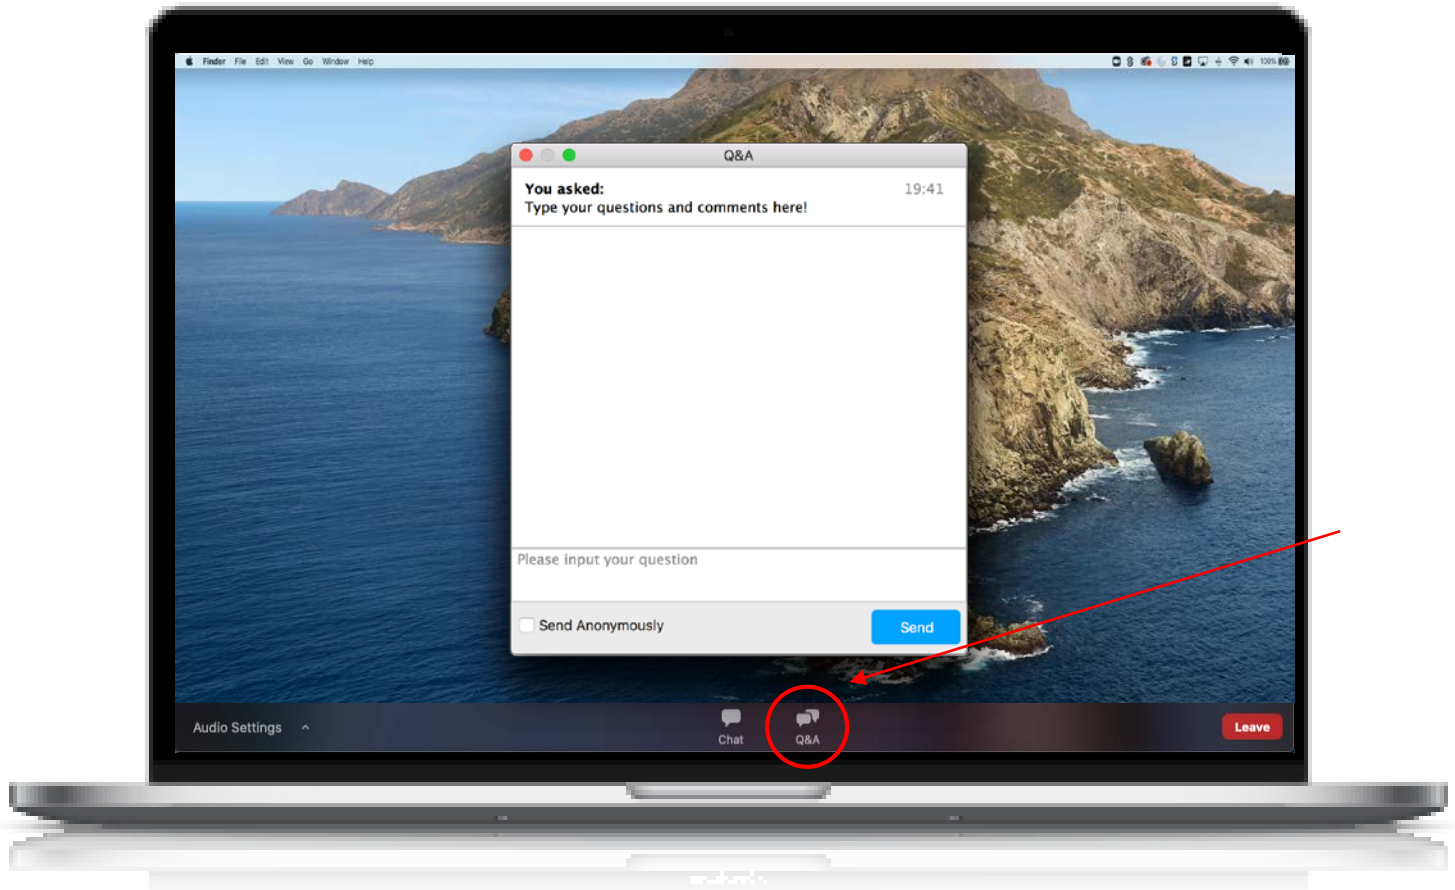 Finder File Edit View Go Window Help
100%
Q&A
You asked:
19:41
Type your questions and comments here!
Please input your question
Send Anonymously
Send
Audio Settings
Chat
Q&A
Leave